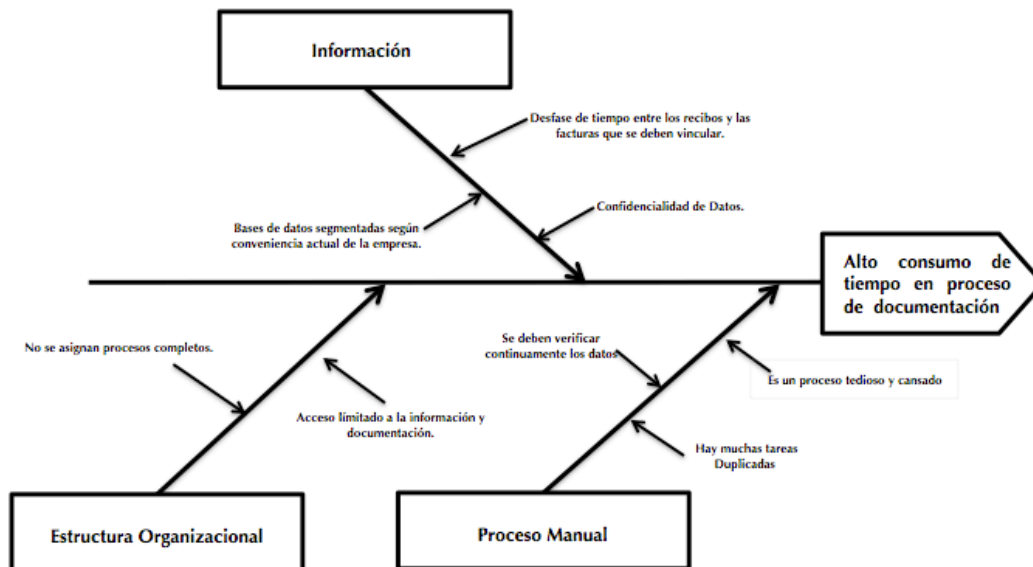 Información
Desfase de tiempo entre los recibos y las
facturas que se deben vincular.
Bases de datos segmentadas según
conveniencia actual de la empresa.
Confidencialidad de Datos.
Alto consumo de
tiempo en proceso
de documentación
No se asignan procesos completos.
Acceso límitado a la información y
documentación.
Se deben verificar
continuamente los datos
Es un proceso tedioso y cansado
Hay muchas tareas
Duplicadas
Estructura Organizacional
Proceso Manual